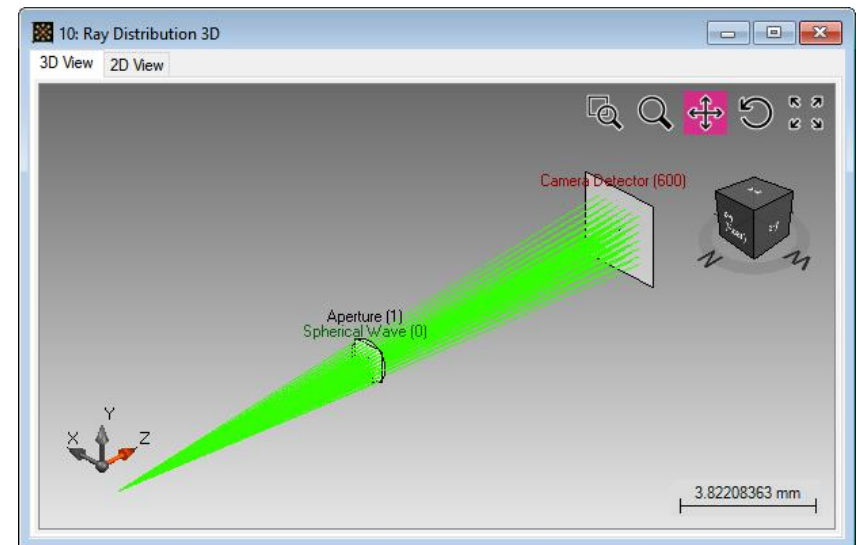 10: Ray Distribution 3D
3D View 2D View
Camera Detector (600)
Aperture (1)
Spherical Wave (0)
Y
X Z
3.82208363 mm